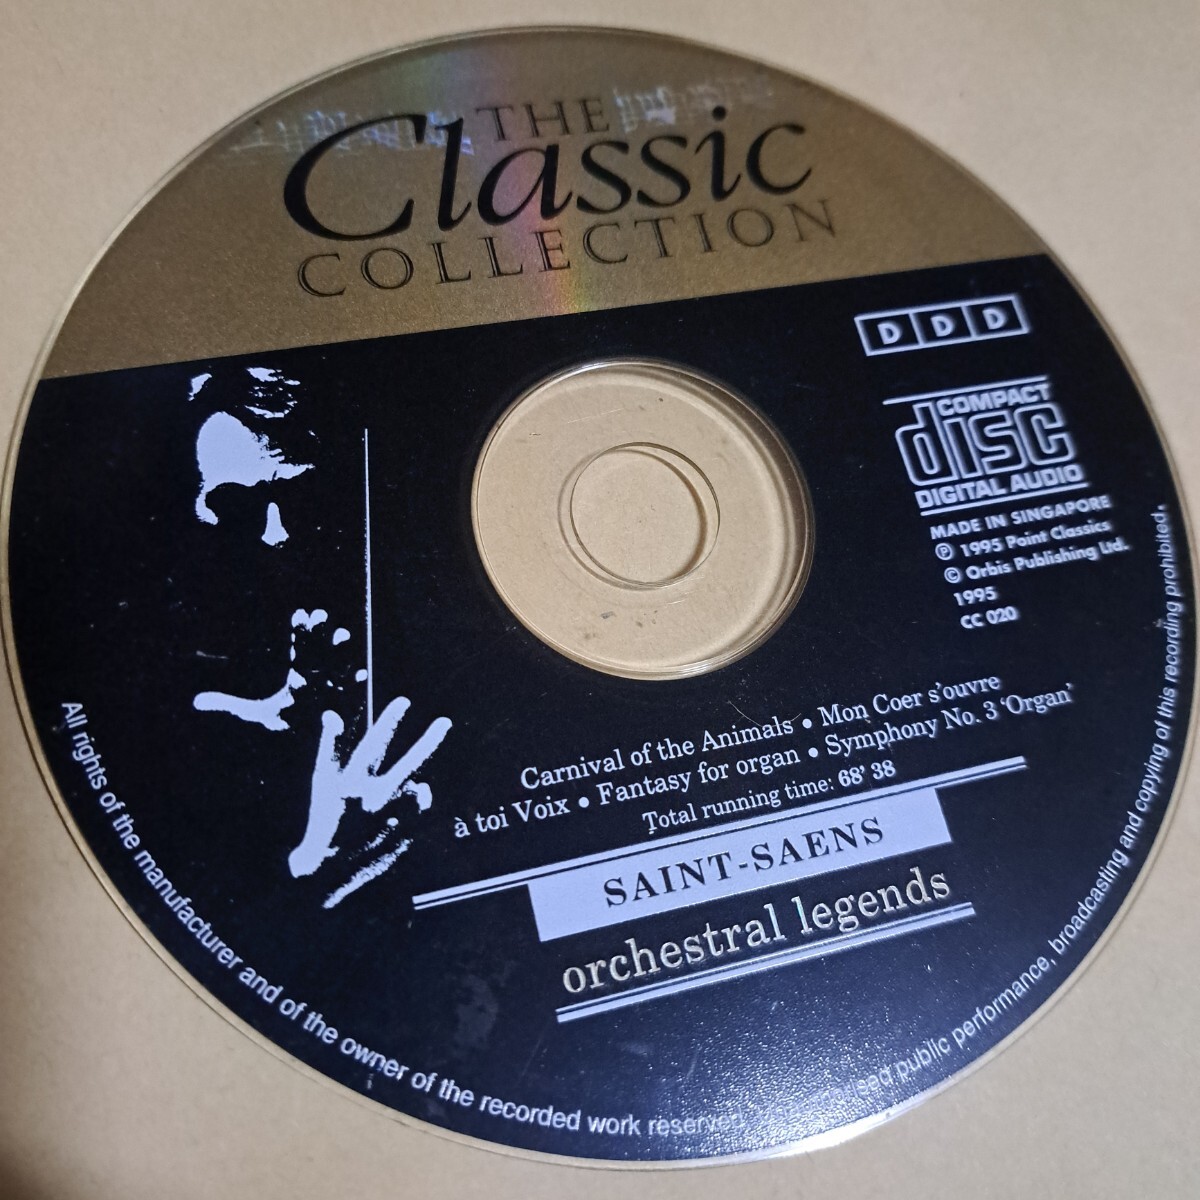 THE
Classic
COLLECTION
DDD
COMPACT
disc
DIGITAL AUDIO
MADE IN SINGAPORE
℗ 1995 Point Classics
© Orbis Publishing Ltd.
1995
CC 020
Carnival of the Animals • Mon Coer s'ouvre
à toi Voix • Fantasy for organ • Symphony No. 3 'Organ'
Total running time: 68' 38
SAINT-SAENS
orchestral legends
All rights of the manufacturer and of the owner of the recorded work reserved. public performance, broadcasting and copying of this recording prohibited.